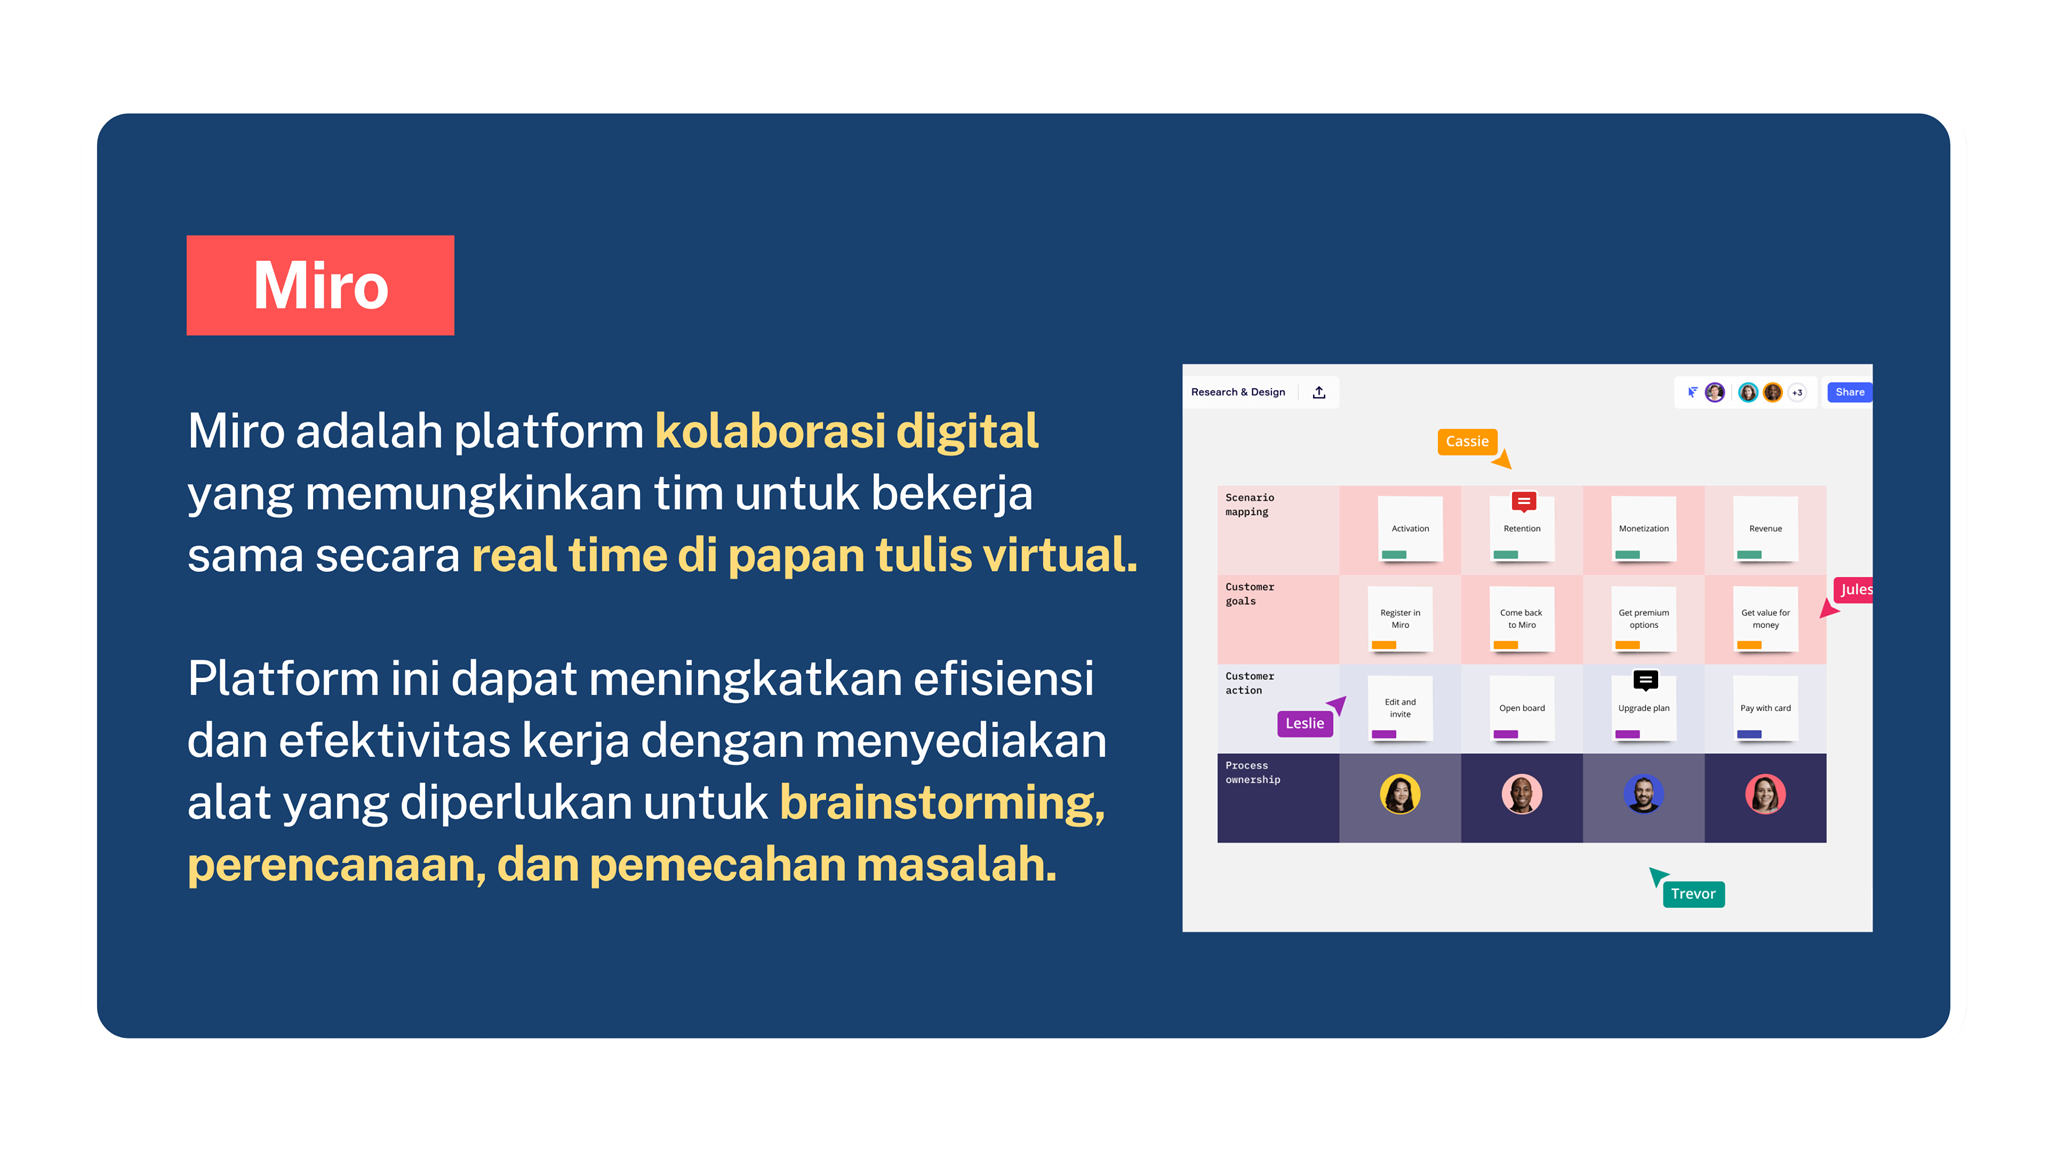 Miro
Miro adalah platform kolaborasi digital
yang memungkinkan tim untuk bekerja
sama secara real time di papan tulis virtual.
Platform ini dapat meningkatkan efisiensi
dan efektivitas kerja dengan menyediakan
alat yang diperlukan untuk brainstorming,
perencanaan, dan pemecahan masalah.
Research & Design
+3
Share
Cassie
Scenario
mapping
Activation
Retention
Monetization
Revenue
Customer
goals
Register in
Miro
Come back
to Miro
Get premium
options
Get value for
money
Jules
Customer
action
Edit and
invite
Open board
Upgrade plan
Pay with card
Leslie
Process
ownership
Trevor